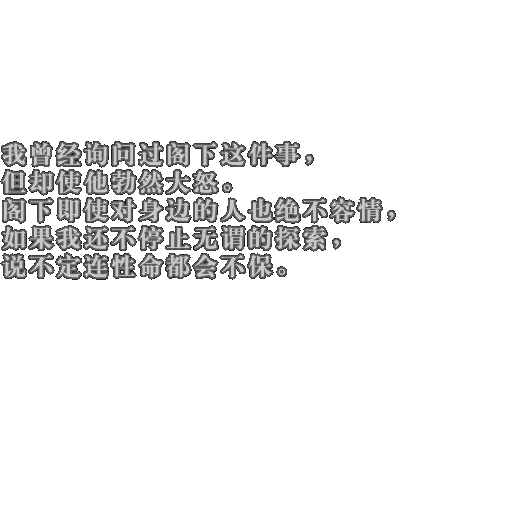 我曾经询问过阁下这件事，
但却使他勃然大怒。
阁下即使对身边的人也绝不容情，
如果我还不停止无谓的探索，
说不定连性命都会不保。